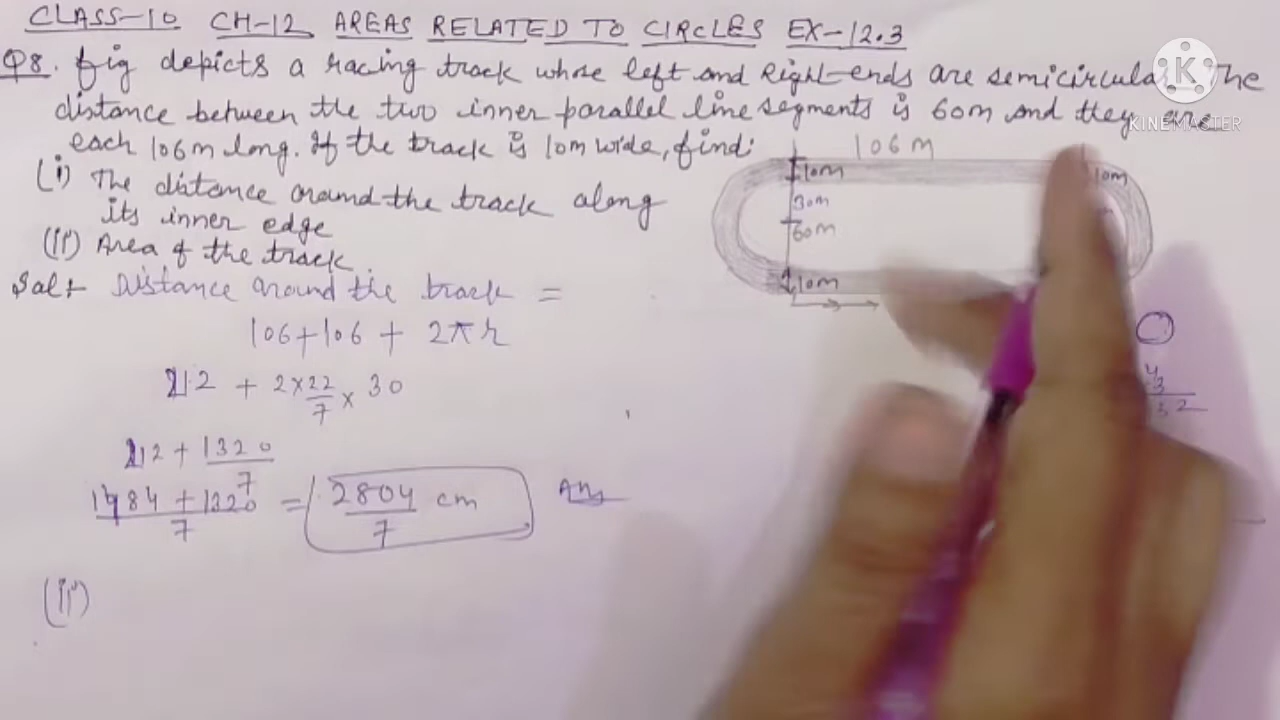 CLASS-10 CH-12 AREAS RELATED TO CIRCLES EX-12.3
Q8. fig depicts a racing track whose left and Right-ends are semicircular The
distance between the two inner parallel line segments is 60m and they are
each 106m long. If the track is 10m wide, find:
(i) The distance around the track along
its inner edge
(ii) Area of the track.
Sol:- Distance around the track =
106+106 + 2πr
212 + 2×22/7 × 30
212 + 1320/7
1484 + 1320/7 = 2804/7 cm Ans
(ii)
106m
10m
10m
30m
60m
10m
K
KINEMASTER